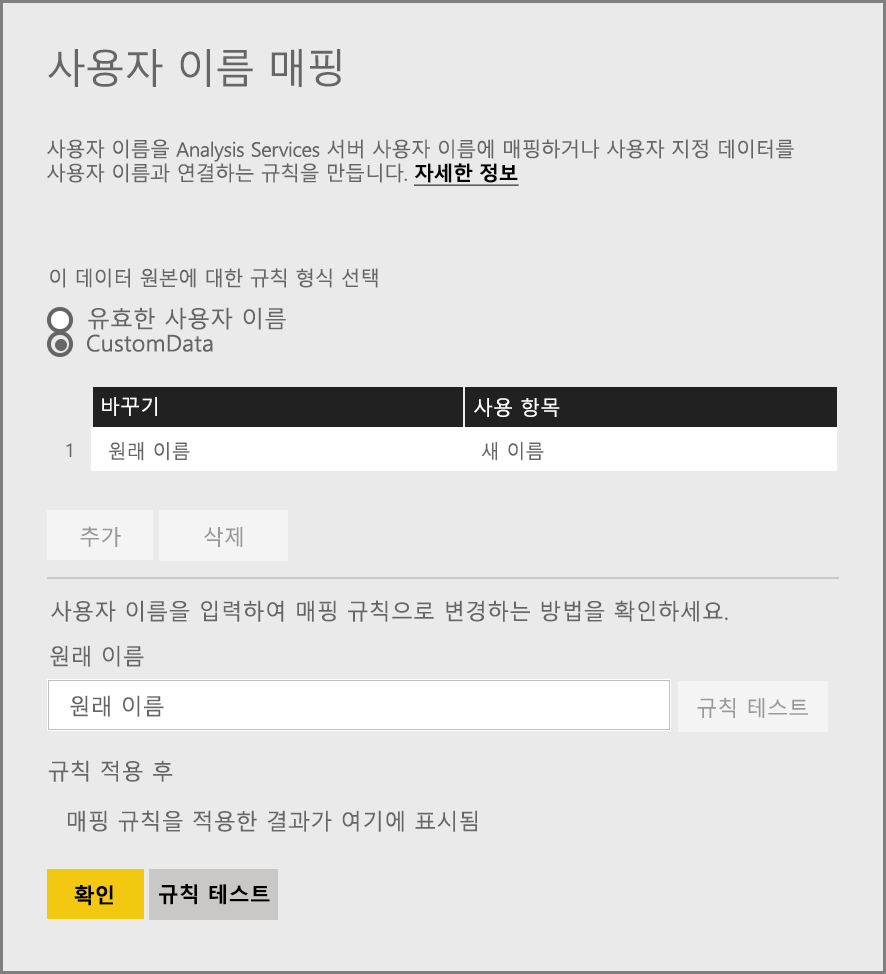 사용자 이름 매핑
사용자 이름을 Analysis Services 서버 사용자 이름에 매핑하거나 사용자 지정 데이터를
사용자 이름과 연결하는 규칙을 만듭니다. 자세한 정보
이 데이터 원본에 대한 규칙 형식 선택
유효한 사용자 이름
CustomData
바꾸기 사용 항목
1 원래 이름 새 이름
추가 삭제
사용자 이름을 입력하여 매핑 규칙으로 변경하는 방법을 확인하세요.
원래 이름
원래 이름 규칙 테스트
규칙 적용 후
매핑 규칙을 적용한 결과가 여기에 표시됨
확인 규칙 테스트